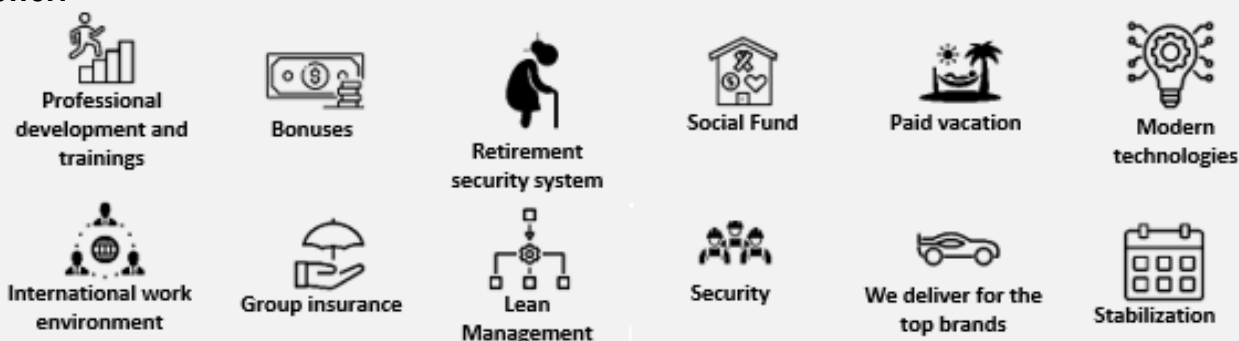 Professional
development and
trainings
Bonuses
Retirement
security system
Social Fund
Paid vacation
Modern
technologies
International work
environment
Group insurance
Lean
Management
Security
We deliver for the
top brands
Stabilization